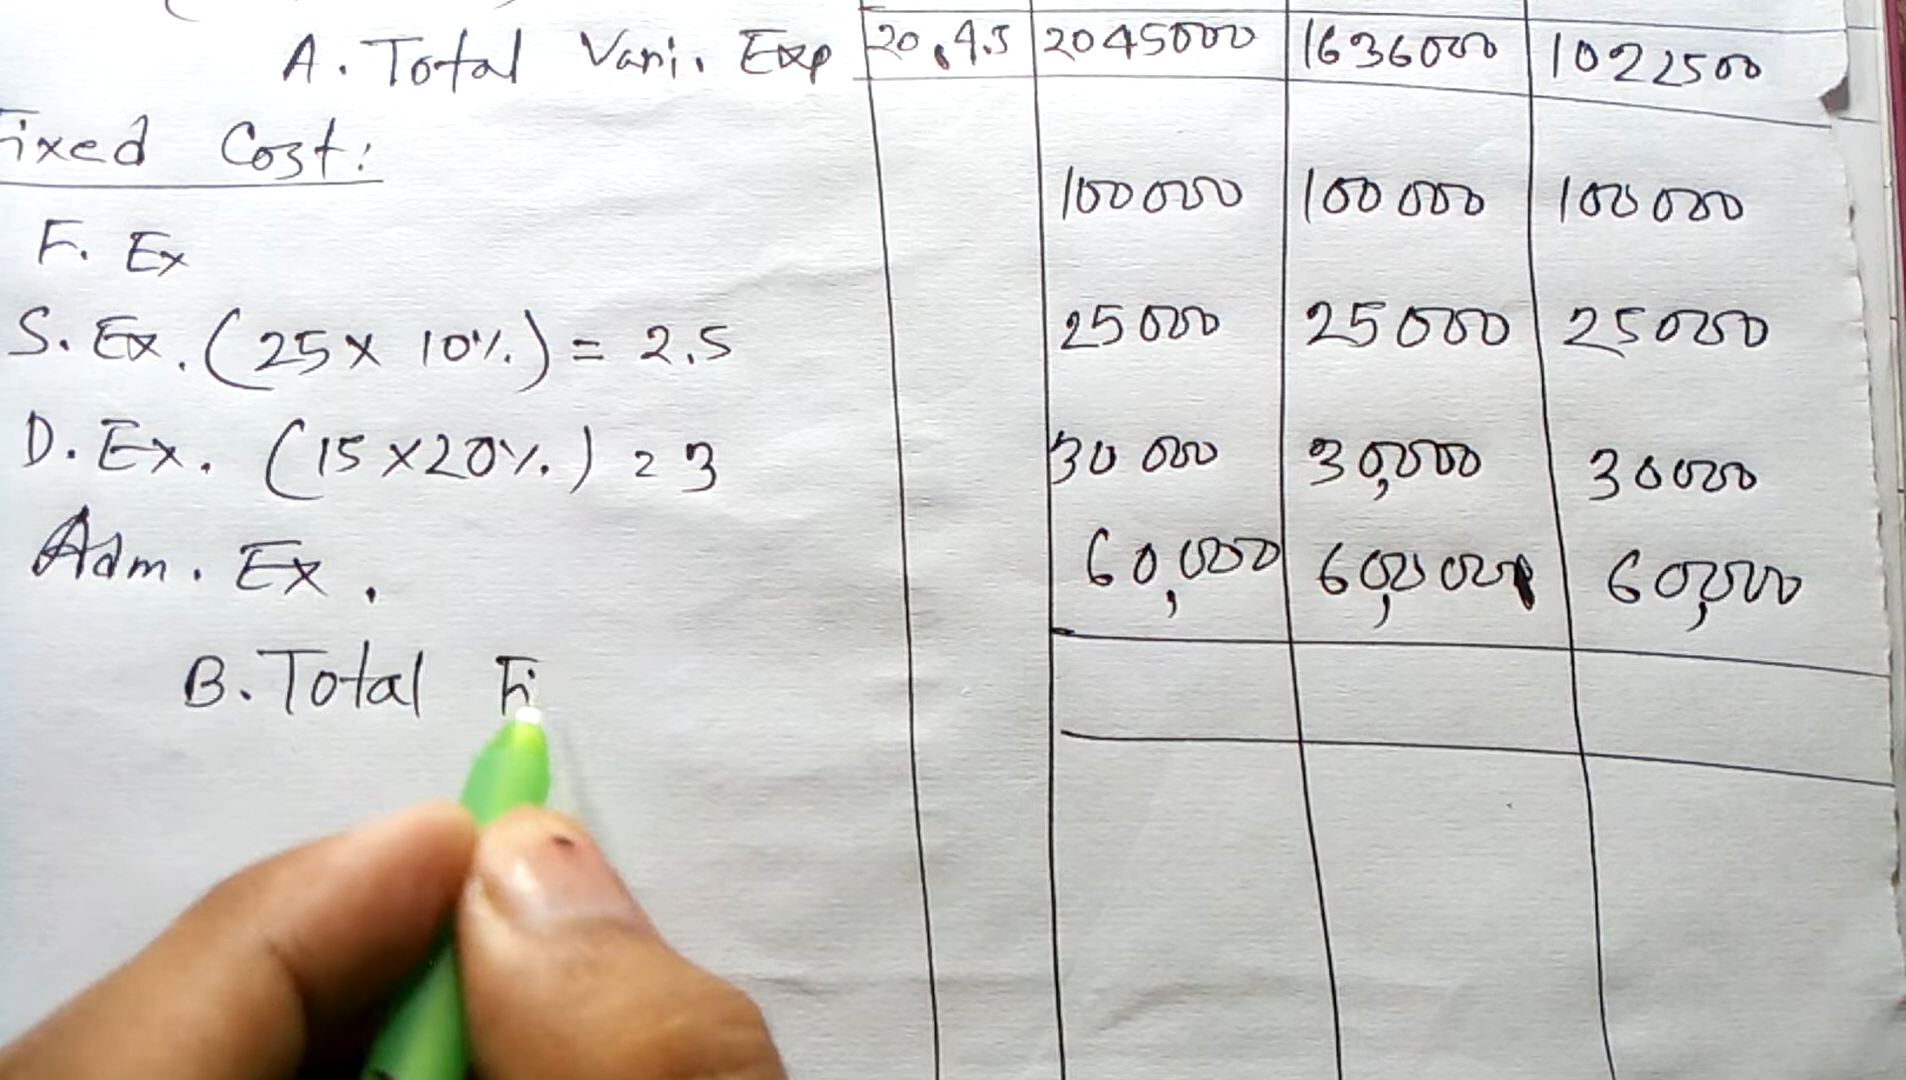 A. Total Vari. Exp 20.45 2045000 1636000 1022500
Fixed Cost:
F. Ex 100000 100000 100000
S. Ex. (25 x 10%) = 2.5 25000 25000 25000
D. Ex. (15 x 20%) = 3 30000 30,000 30000
Adm. Ex. 60,000 60,000 60,000
B. Total Fi